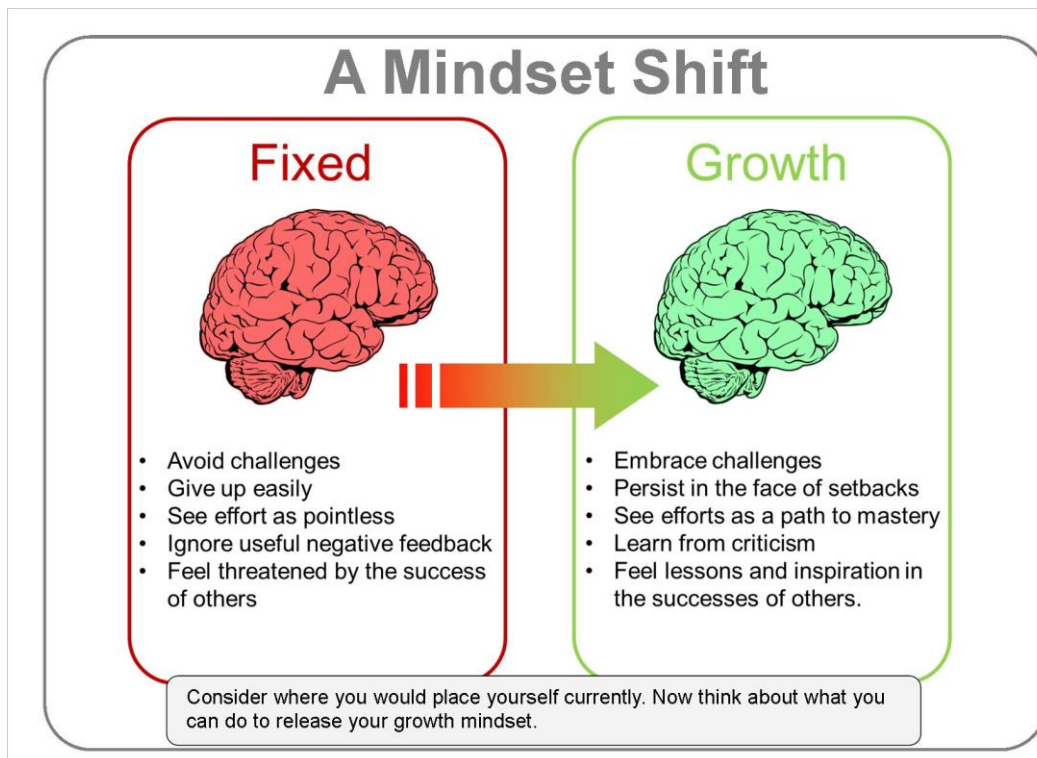 A Mindset Shift
Fixed
• Avoid challenges
• Give up easily
• See effort as pointless
• Ignore useful negative feedback
• Feel threatened by the success
of others
Growth
• Embrace challenges
• Persist in the face of setbacks
• See efforts as a path to mastery
• Learn from criticism
• Feel lessons and inspiration in
the successes of others.
Consider where you would place yourself currently. Now think about what you
can do to release your growth mindset.